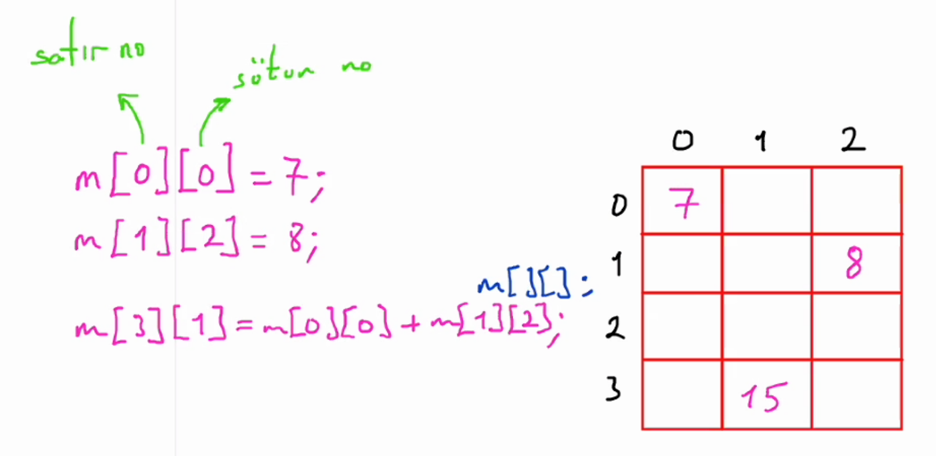 satır no
sötun no
m[0][0] = 7;
m[1][2] = 8;
m[][]:
m[3][1] = m[0][0] + m[1][2];
0 1 2
0 7
1 8
2
3 15